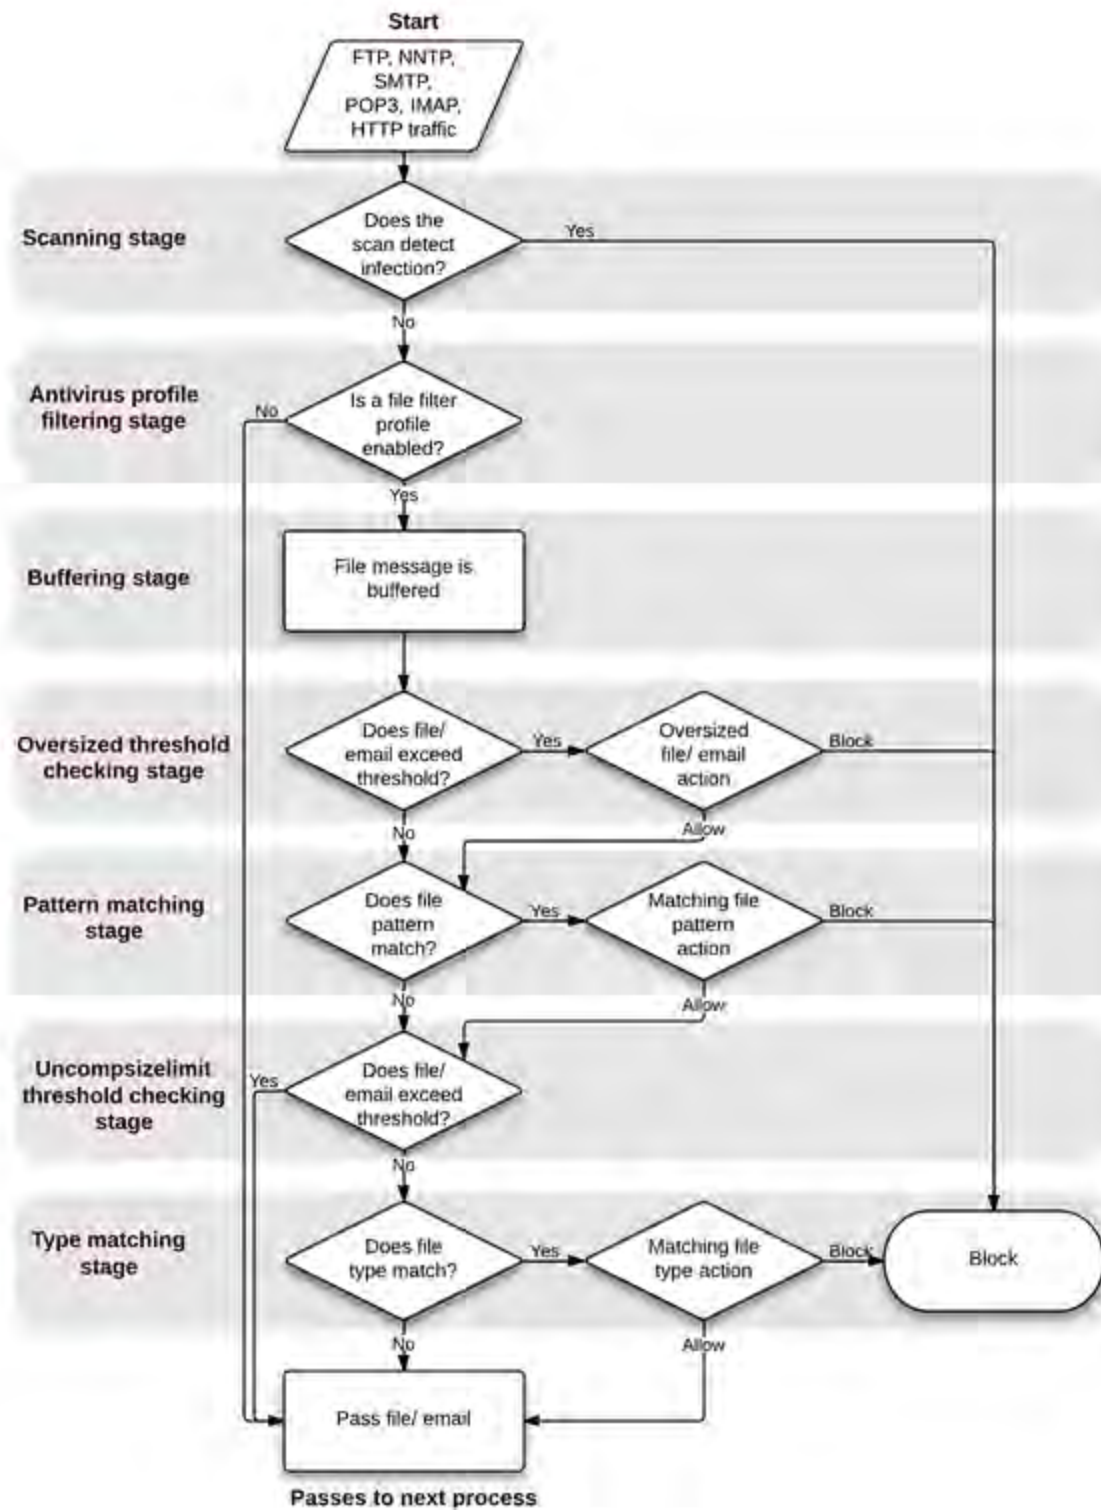 Start
FTP, NNTP,
SMTP,
POP3, IMAP,
HTTP traffic
Scanning stage
Does the
scan detect
infection?
Yes
No
Antivirus profile
filtering stage
No
Is a file filter
profile
enabled?
Yes
Buffering stage
File message is
buffered
Oversized threshold
checking stage
Does file/
email exceed
threshold?
Yes
Oversized
file/ email
action
Block
No
Allow
Pattern matching
stage
Does file
pattern
match?
Yes
Matching file
pattern
action
Block
No
Allow
Uncompsizelimit
threshold checking
stage
Yes
Does file/
email exceed
threshold?
No
Type matching
stage
Does file
type match?
Yes
Matching file
type action
Block
Block
No
Allow
Pass file/ email
Passes to next process